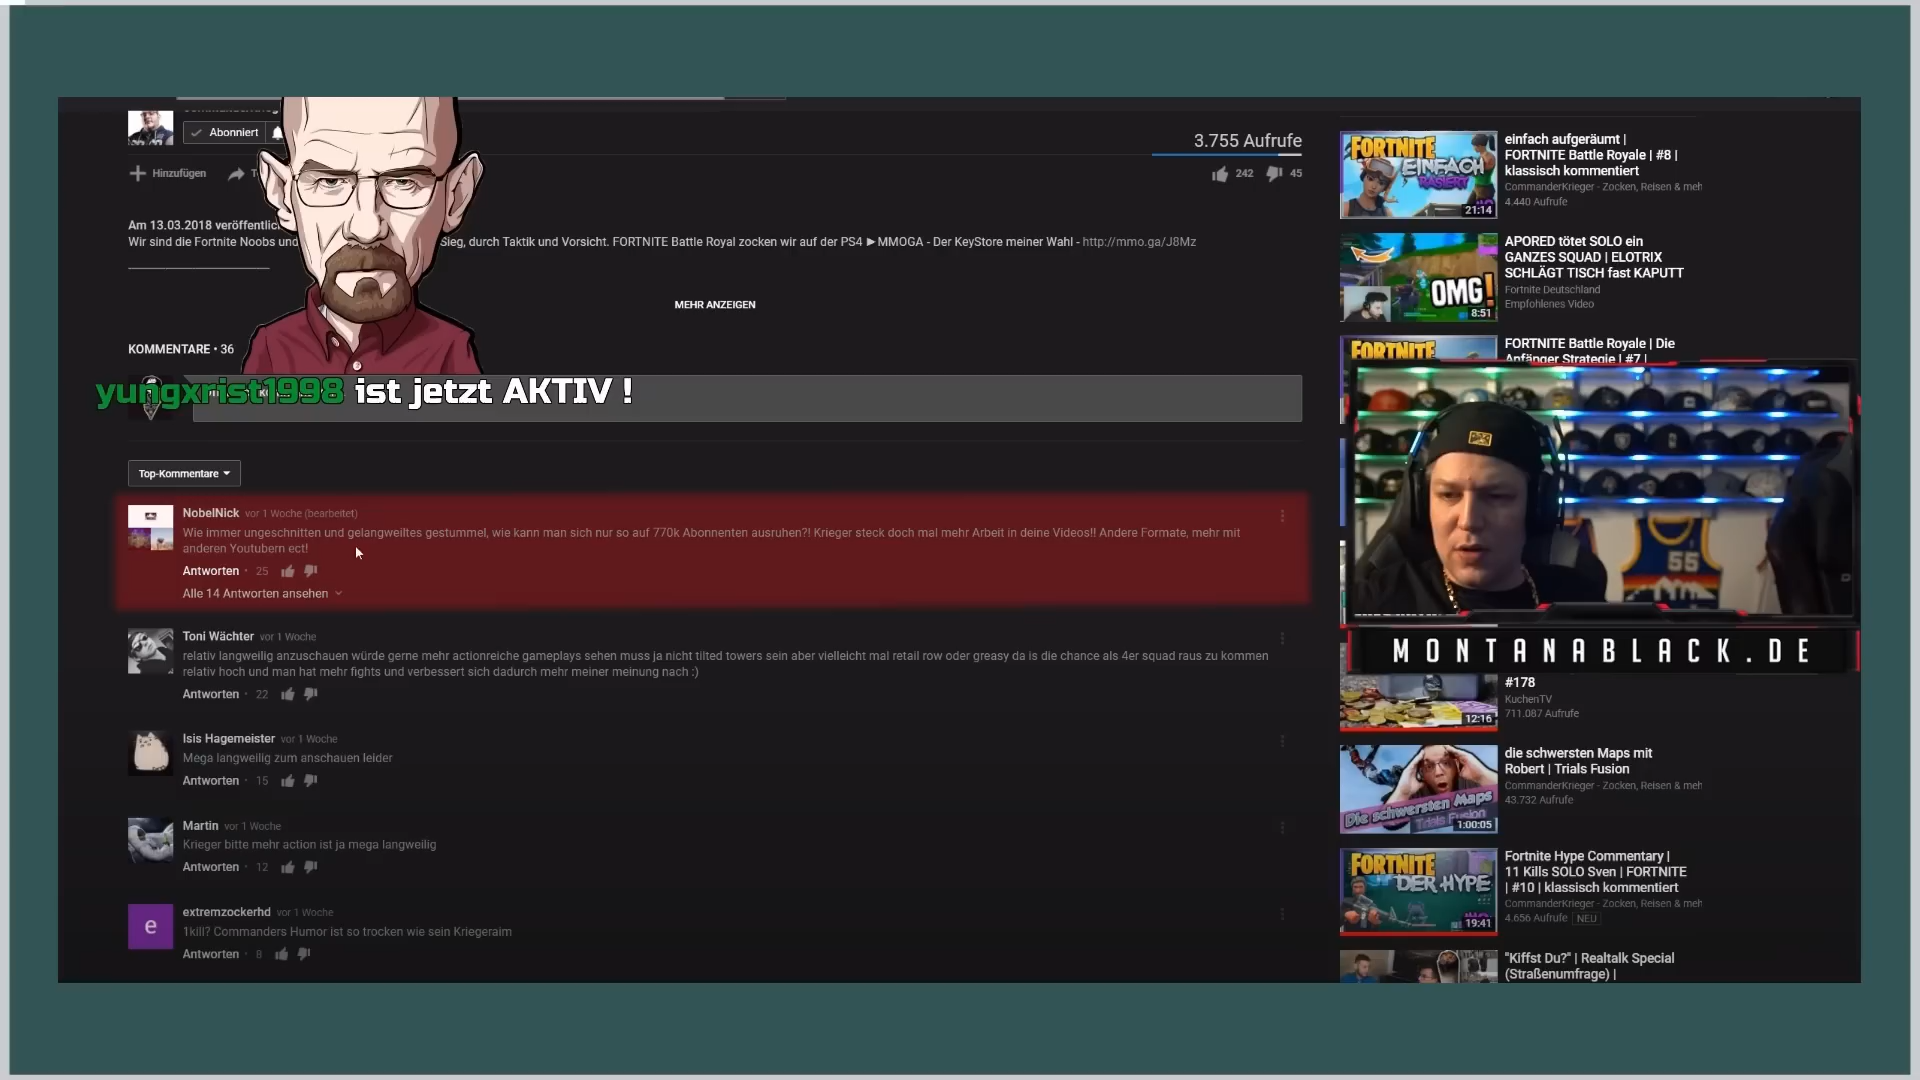 Abonniert
3.755 Aufrufe
Hinzufügen
242 45
Am 13.03.2018
Wir sind die Fortnite Noobs
durch Taktik und Vorsicht. FORTNITE Battle Royal zocken wir auf der PS4 ►MMOGA - Der KeyStore meiner Wahl - http://mmo.ga/J8Mz
MEHR ANZEIGEN
KOMMENTARE • 36
yungxrist1998 ist jetzt AKTIV !
Top-Kommentare
NobelNick vor 1 Woche (bearbeitet)
Wie immer ungeschnitten und gelangweiltes gestummel, wie kann man sich nur so auf 770k Abonnenten ausruhen?! Krieger steck doch mal mehr Arbeit in deine Videos!! Andere Formate, mehr mit
anderen Youtubern ect!
Antworten • 25
Alle 14 Antworten ansehen
Toni Wächter vor 1 Woche
relativ langweilig anzuschauen würde gerne mehr actionreiche gameplays sehen muss ja nicht tilted towers sein aber vielleicht mal retail row oder greasy da is die chance als 4er squad raus zu kommen
relativ hoch und man hat mehr fights und verbessert sich dadurch mehr meiner meinung nach :)
Antworten • 22
Isis Hagemeister vor 1 Woche
Mega langweilig zum anschauen leider
Antworten • 15
Martin vor 1 Woche
Krieger bitte mehr action ist ja mega langweilig
Antworten • 12
e
extremzockerhd vor 1 Woche
1kill? Commanders Humor ist so trocken wie sein Kriegeraim
Antworten • 8
FORTNITE
EINFACH
RASIERT
21:14
einfach aufgeräumt |
FORTNITE Battle Royale | #8 |
klassisch kommentiert
CommanderKrieger - Zocken, Reisen & meh
4.440 Aufrufe
OMG!
8:51
APORED tötet SOLO ein
GANZES SQUAD | ELOTRIX
SCHLÄGT TISCH fast KAPUTT
Fortnite Deutschland
Empfohlenes Video
FORTNITE
FORTNITE Battle Royale | Die
Anfänger Strategie | #7 |
55
MONTANABLACK.DE
12:16
#178
KuchenTV
711.087 Aufrufe
Die schwersten Maps
Trials Fusion
1:00:05
die schwersten Maps mit
Robert | Trials Fusion
CommanderKrieger - Zocken, Reisen & meh
43.732 Aufrufe
FORTNITE
DER HYPE
19:41
Fortnite Hype Commentary |
11 Kills SOLO Sven | FORTNITE
| #10 | klassisch kommentiert
CommanderKrieger - Zocken, Reisen & meh
4.656 Aufrufe NEU
"Kiffst Du?" | Realtalk Special
(Straßenumfrage) |